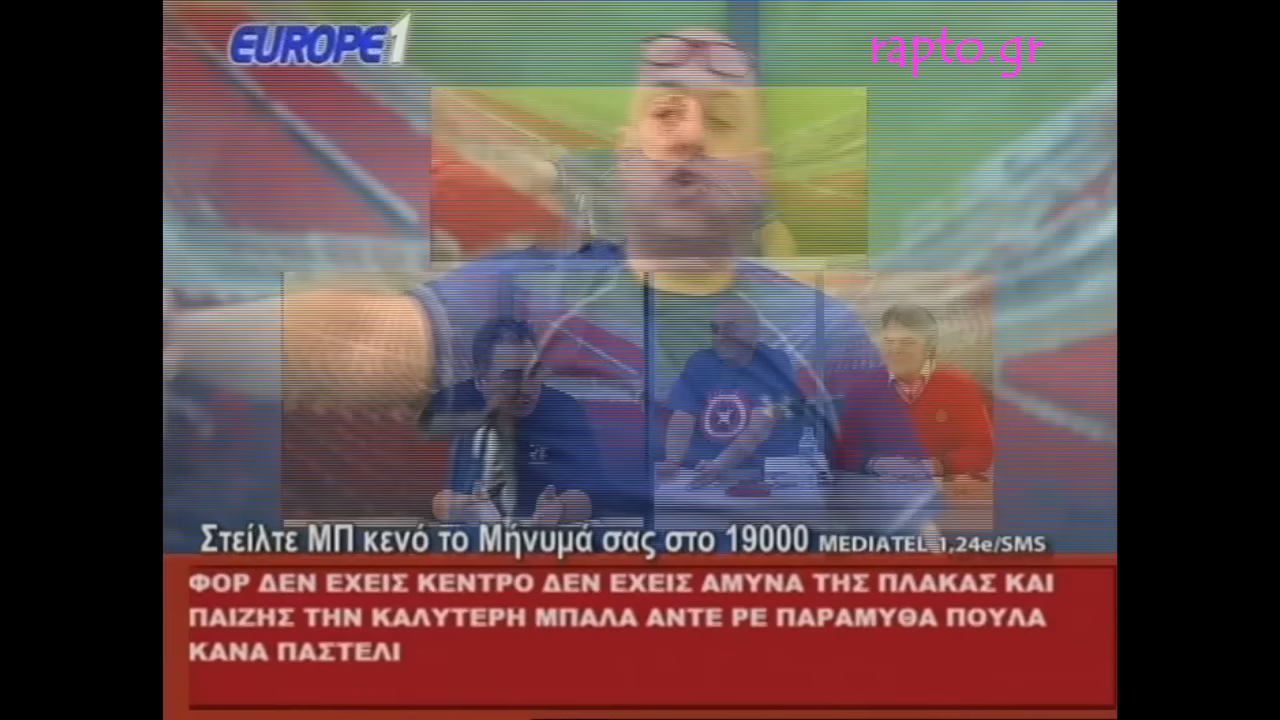 EUROPE1
rapto.gr
Στείλτε ΜΠ κενό το Μήνυμά σας στο 19000 MEDIATEL 1,24e/SMS
ΦΟΡ ΔΕΝ ΕΧΕΙΣ ΚΕΝΤΡΟ ΔΕΝ ΕΧΕΙΣ ΑΜΥΝΑ ΤΗΣ ΠΛΑΚΑΣ ΚΑΙ
ΠΑΙΖΗΣ ΤΗΝ ΚΑΛΥΤΕΡΗ ΜΠΑΛΑ ΑΝΤΕ ΡΕ ΠΑΡΑΜΥΘΑ ΠΟΥΛΑ
ΚΑΝΑ ΠΑΣΤΕΛΙ